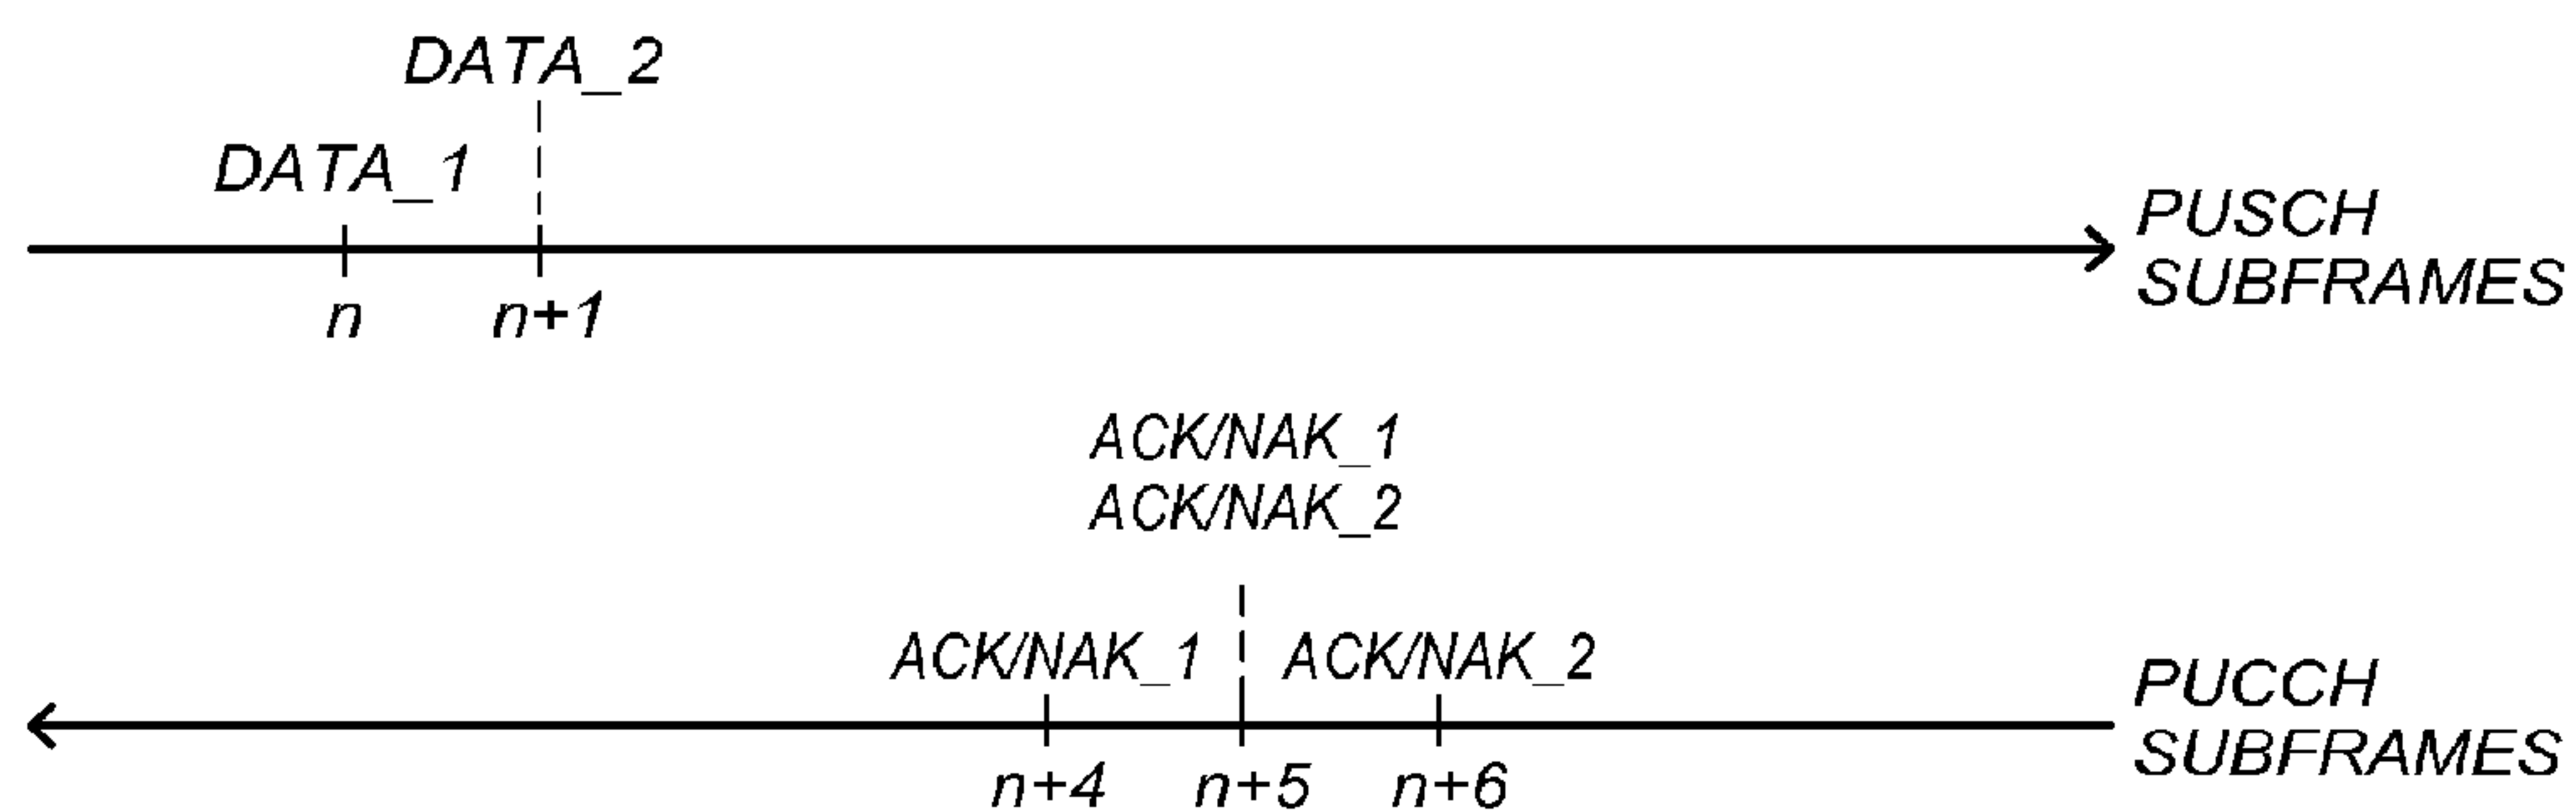 DATA_2
DATA_1
PUSCH
SUBFRAMES
n
n+1
ACK/NAK_1
ACK/NAK_2
ACK/NAK_1
ACK/NAK_2
PUCCH
SUBFRAMES
n+4
n+5
n+6